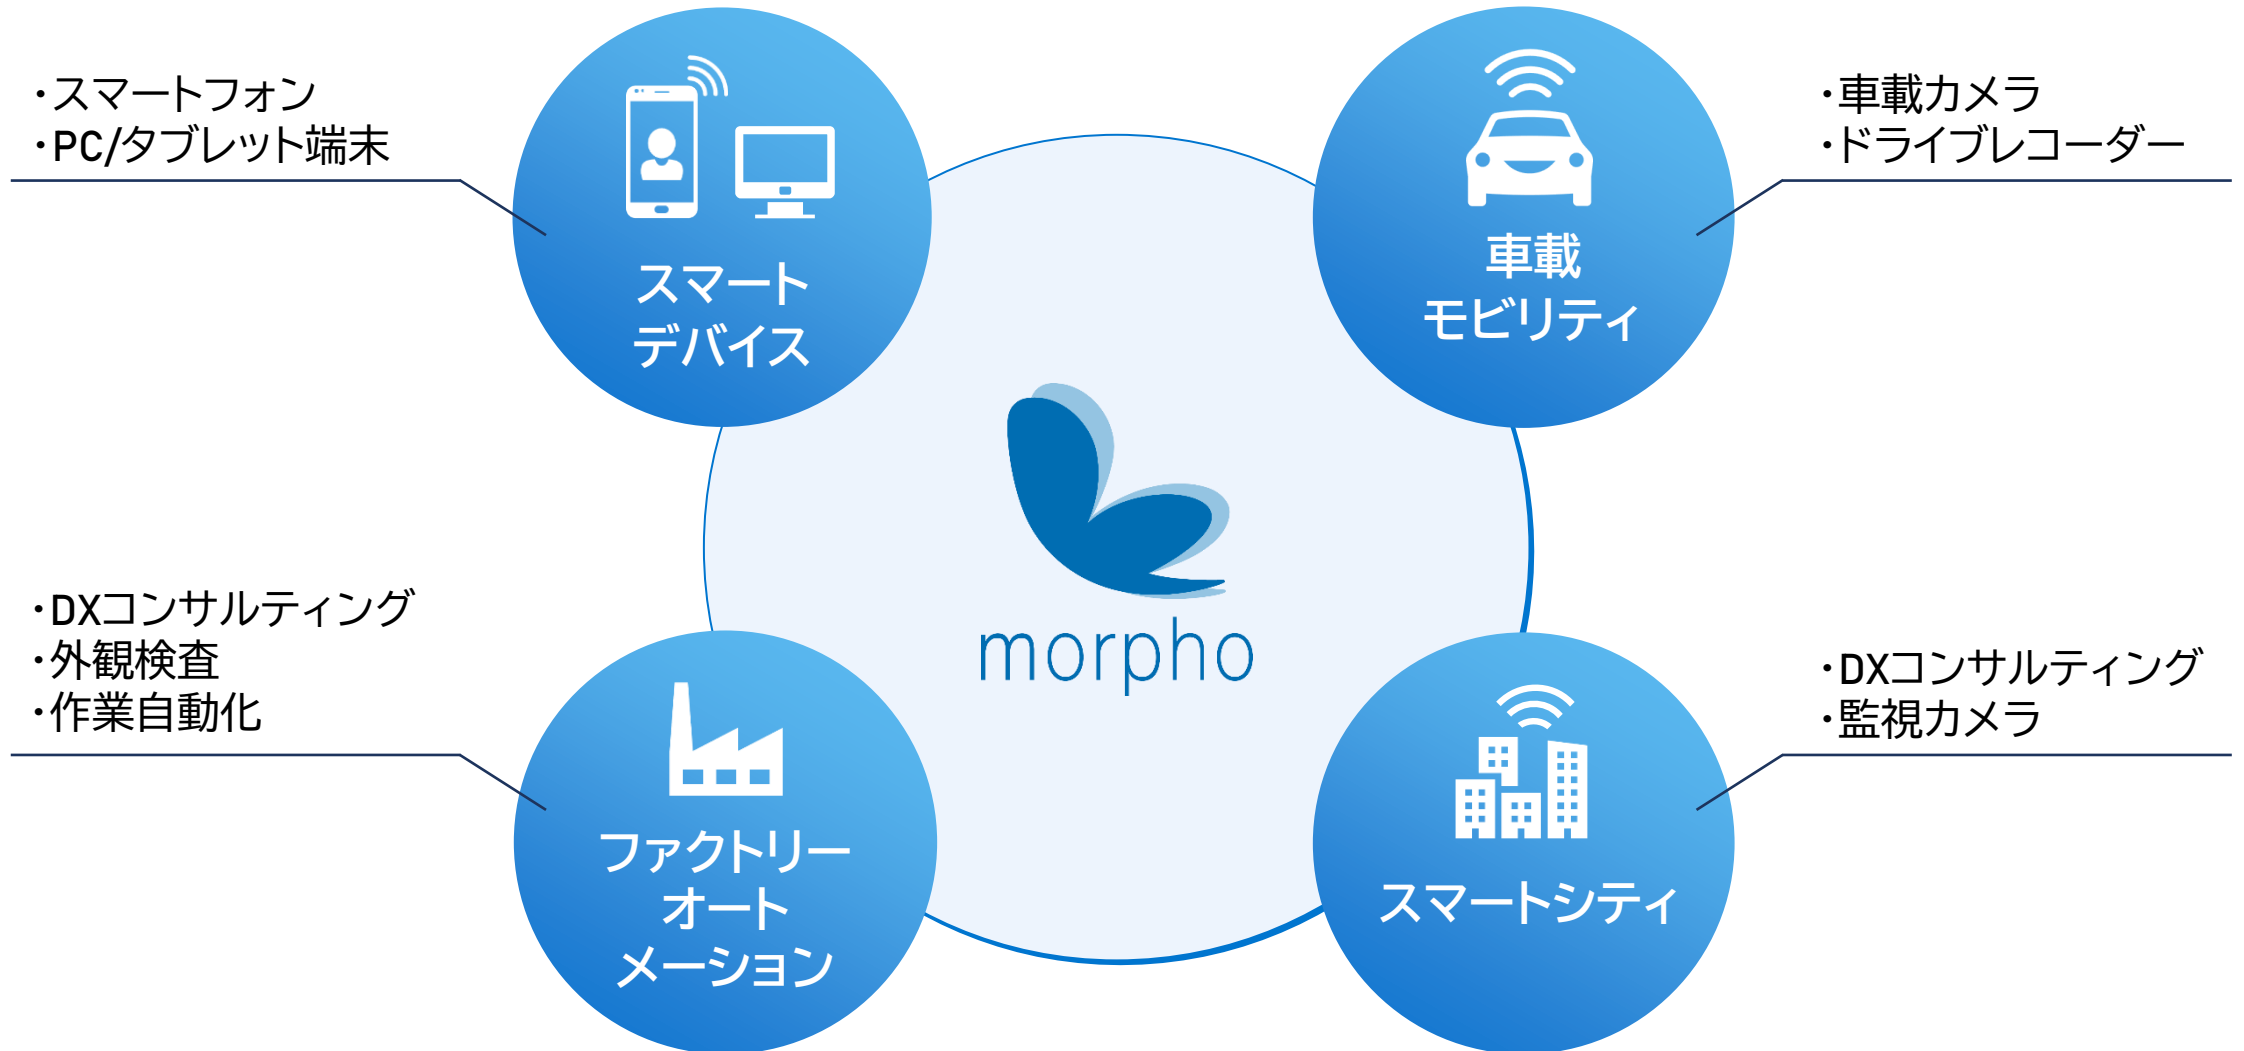 ・スマートフォン
・PC/タブレット端末
スマート
デバイス
・車載カメラ
・ドライブレコーダー
車載
モビリティ
morpho
・DXコンサルティング
・外観検査
・作業自動化
ファクトリー
オート
メーション
・DXコンサルティング
・監視カメラ
スマートシティ